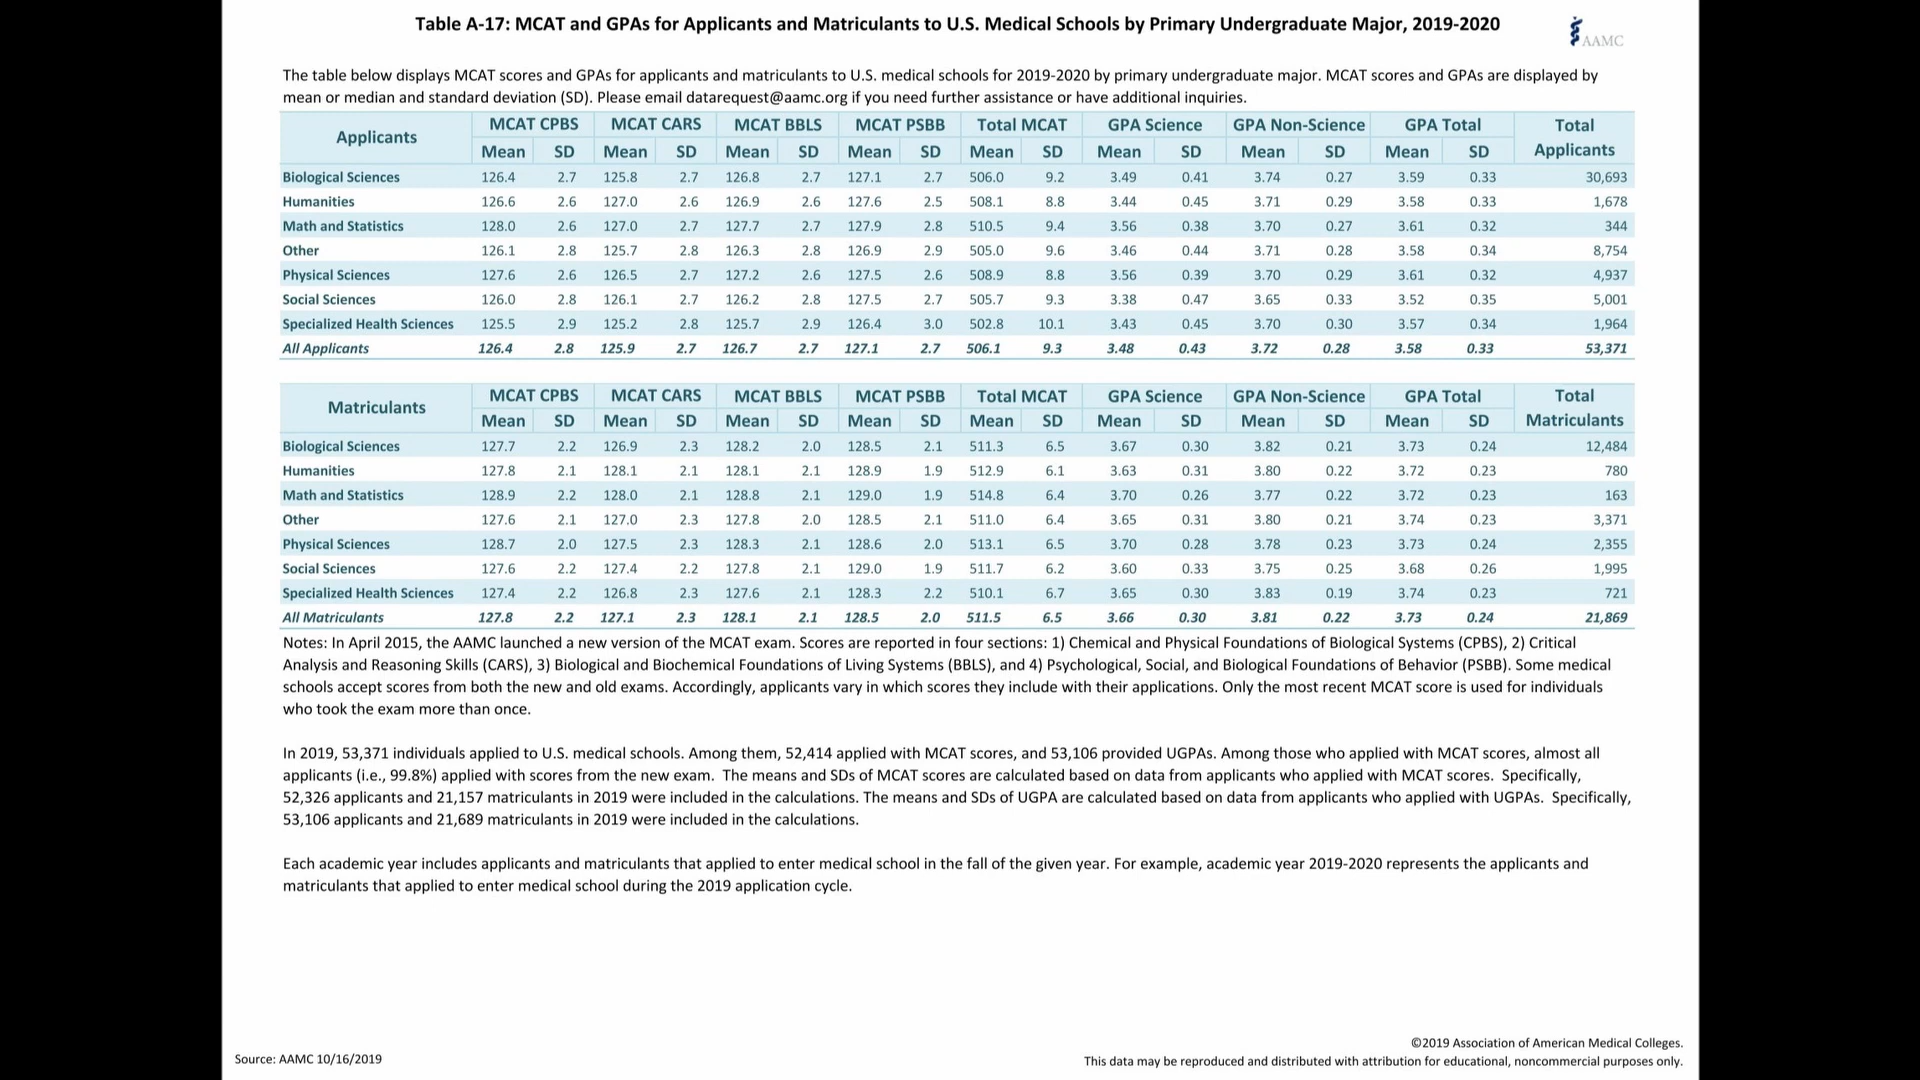 Table A-17: MCAT and GPAs for Applicants and Matriculants to U.S. Medical Schools by Primary Undergraduate Major, 2019-2020
AAMC
The table below displays MCAT scores and GPAs for applicants and matriculants to U.S. medical schools for 2019-2020 by primary undergraduate major. MCAT scores and GPAs are displayed by
mean or median and standard deviation (SD). Please email datarequest@aamc.org if you need further assistance or have additional inquiries.
Applicants MCAT CPBS MCAT CARS MCAT BBLS MCAT PSBB Total MCAT GPA Science GPA Non-Science GPA Total Total Applicants
Mean SD Mean SD Mean SD Mean SD Mean SD Mean SD Mean SD Mean SD
Biological Sciences 126.4 2.7 125.8 2.7 126.8 2.7 127.1 2.7 506.0 9.2 3.49 0.41 3.74 0.27 3.59 0.33 30,693
Humanities 126.6 2.6 127.0 2.6 126.9 2.6 127.6 2.5 508.1 8.8 3.44 0.45 3.71 0.29 3.58 0.33 1,678
Math and Statistics 128.0 2.6 127.0 2.7 127.7 2.7 127.9 2.8 510.5 9.4 3.56 0.38 3.70 0.27 3.61 0.32 344
Other 126.1 2.8 125.7 2.8 126.3 2.8 126.9 2.9 505.0 9.6 3.46 0.44 3.71 0.28 3.58 0.34 8,754
Physical Sciences 127.6 2.6 126.5 2.7 127.2 2.6 127.5 2.6 508.9 8.8 3.56 0.39 3.70 0.29 3.61 0.32 4,937
Social Sciences 126.0 2.8 126.1 2.7 126.2 2.8 127.5 2.7 505.7 9.3 3.38 0.47 3.65 0.33 3.52 0.35 5,001
Specialized Health Sciences 125.5 2.9 125.2 2.8 125.7 2.9 126.4 3.0 502.8 10.1 3.43 0.45 3.70 0.30 3.57 0.34 1,964
All Applicants 126.4 2.8 125.9 2.7 126.7 2.7 127.1 2.7 506.1 9.3 3.48 0.43 3.72 0.28 3.58 0.33 53,371
Matriculants MCAT CPBS MCAT CARS MCAT BBLS MCAT PSBB Total MCAT GPA Science GPA Non-Science GPA Total Total Matriculants
Mean SD Mean SD Mean SD Mean SD Mean SD Mean SD Mean SD Mean SD
Biological Sciences 127.7 2.2 126.9 2.3 128.2 2.0 128.5 2.1 511.3 6.5 3.67 0.30 3.82 0.21 3.73 0.24 12,484
Humanities 127.8 2.1 128.1 2.1 128.1 2.1 128.9 1.9 512.9 6.1 3.63 0.31 3.80 0.22 3.72 0.23 780
Math and Statistics 128.9 2.2 128.0 2.1 128.8 2.1 129.0 1.9 514.8 6.4 3.70 0.26 3.77 0.22 3.72 0.23 163
Other 127.6 2.1 127.0 2.3 127.8 2.0 128.5 2.1 511.0 6.4 3.65 0.31 3.80 0.21 3.74 0.23 3,371
Physical Sciences 128.7 2.0 127.5 2.3 128.3 2.1 128.6 2.0 513.1 6.5 3.70 0.28 3.78 0.23 3.73 0.24 2,355
Social Sciences 127.6 2.2 127.4 2.2 127.8 2.1 129.0 1.9 511.7 6.2 3.60 0.33 3.75 0.25 3.68 0.26 1,995
Specialized Health Sciences 127.4 2.2 126.8 2.3 127.6 2.1 128.3 2.2 510.1 6.7 3.65 0.30 3.83 0.19 3.74 0.23 721
All Matriculants 127.8 2.2 127.1 2.3 128.1 2.1 128.5 2.0 511.5 6.5 3.66 0.30 3.81 0.22 3.73 0.24 21,869
Notes: In April 2015, the AAMC launched a new version of the MCAT exam. Scores are reported in four sections: 1) Chemical and Physical Foundations of Biological Systems (CPBS), 2) Critical
Analysis and Reasoning Skills (CARS), 3) Biological and Biochemical Foundations of Living Systems (BBLS), and 4) Psychological, Social, and Biological Foundations of Behavior (PSBB). Some medical
schools accept scores from both the new and old exams. Accordingly, applicants vary in which scores they include with their applications. Only the most recent MCAT score is used for individuals
who took the exam more than once.
In 2019, 53,371 individuals applied to U.S. medical schools. Among them, 52,414 applied with MCAT scores, and 53,106 provided UGPAs. Among those who applied with MCAT scores, almost all
applicants (i.e., 99.8%) applied with scores from the new exam. The means and SDs of MCAT scores are calculated based on data from applicants who applied with MCAT scores. Specifically,
52,326 applicants and 21,157 matriculants in 2019 were included in the calculations. The means and SDs of UGPA are calculated based on data from applicants who applied with UGPAs. Specifically,
53,106 applicants and 21,689 matriculants in 2019 were included in the calculations.
Each academic year includes applicants and matriculants that applied to enter medical school in the fall of the given year. For example, academic year 2019-2020 represents the applicants and
matriculants that applied to enter medical school during the 2019 application cycle.
©2019 Association of American Medical Colleges.
Source: AAMC 10/16/2019
This data may be reproduced and distributed with attribution for educational, noncommercial purposes only.